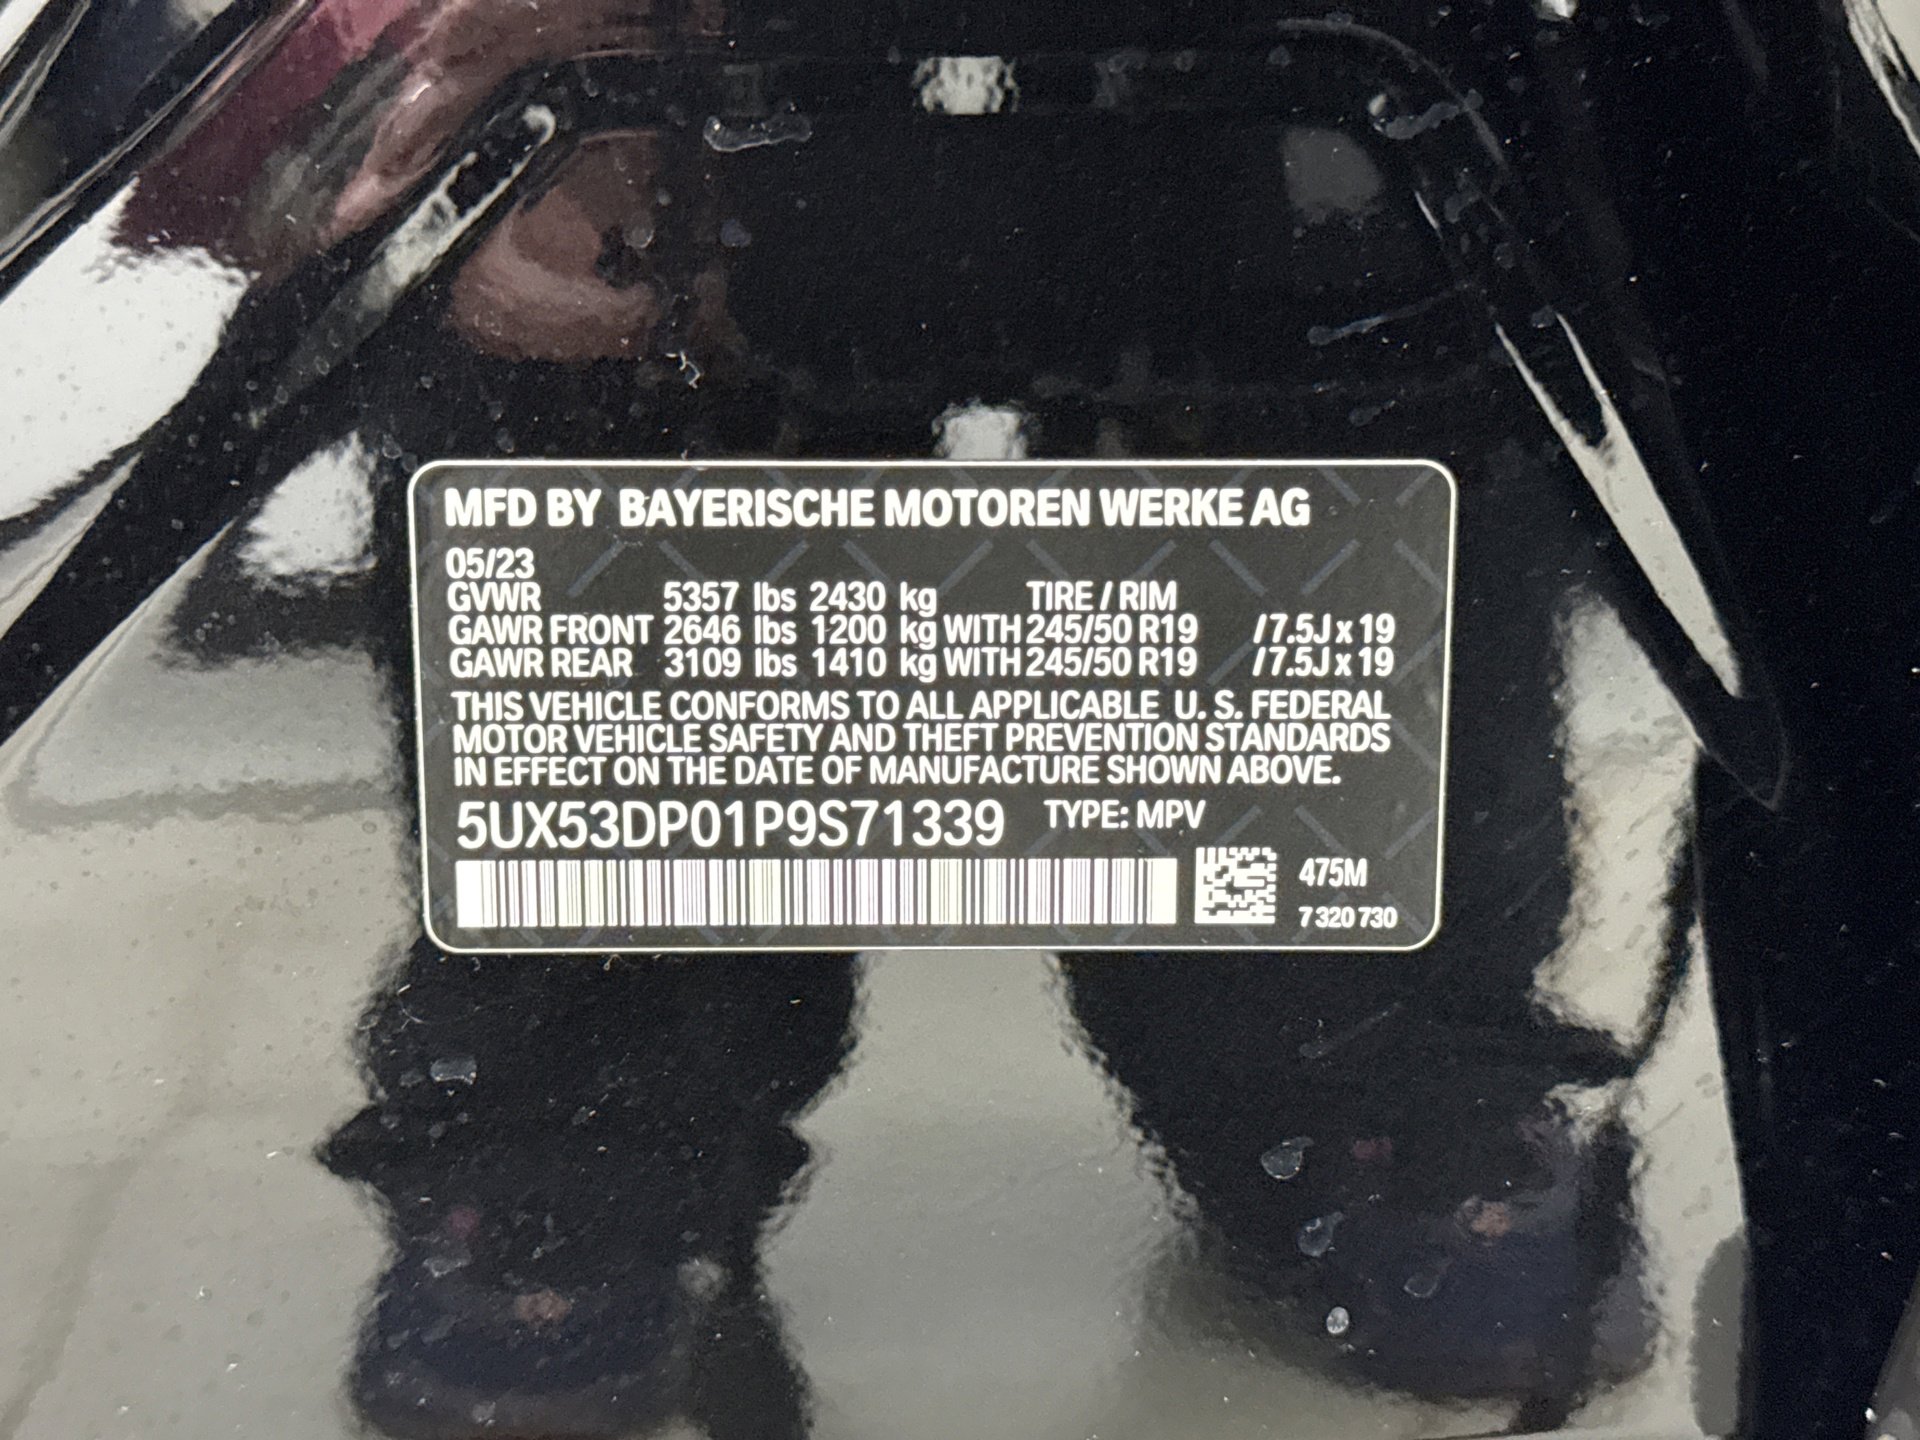 MFD BY BAYERISCHE MOTOREN WERKE AG
05/23
GVWR 5357 lbs 2430 kg TIRE / RIM
GAWR FRONT 2646 lbs 1200 kg WITH 245/50 R19 / 7.5J x 19
GAWR REAR 3109 lbs 1410 kg WITH 245/50 R19 / 7.5J x 19
THIS VEHICLE CONFORMS TO ALL APPLICABLE U. S. FEDERAL
MOTOR VEHICLE SAFETY AND THEFT PREVENTION STANDARDS
IN EFFECT ON THE DATE OF MANUFACTURE SHOWN ABOVE.
5UX53DP01P9S71339 TYPE: MPV
475M
7 320 730